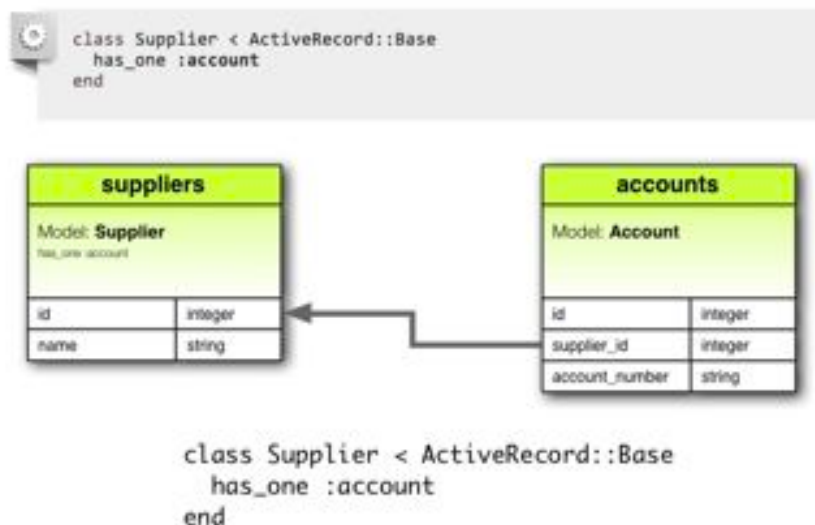 class Supplier < ActiveRecord::Base
  has_one :account
end
suppliers
Model: Supplier
has_one :account
id integer
name string
accounts
Model: Account
id integer
supplier_id integer
account_number string
class Supplier < ActiveRecord::Base
  has_one :account
end